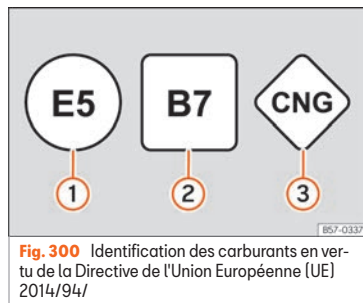 E5 B7 CNG
1 2 3
B57-0337
Fig. 300 Identification des carburants en ver-
tu de la Directive de l'Union Européenne (UE)
2014/94/